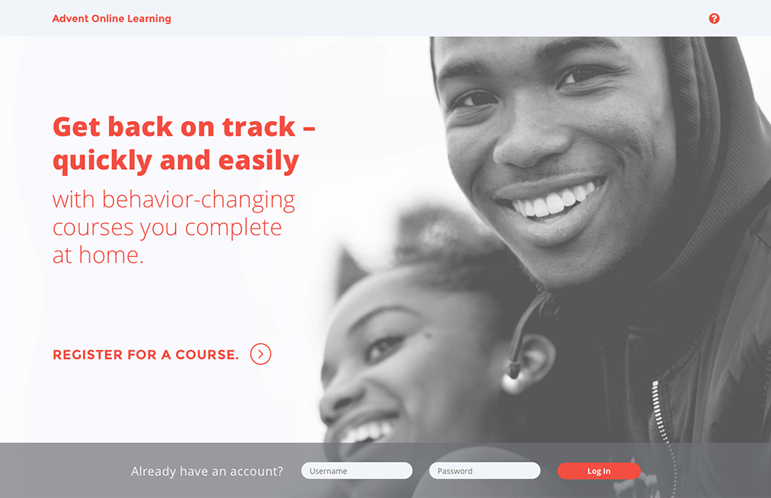 Advent Online Learning
?
Get back on track –
quickly and easily
with behavior-changing
courses you complete
at home.
REGISTER FOR A COURSE.
Already have an account? Username Password Log In